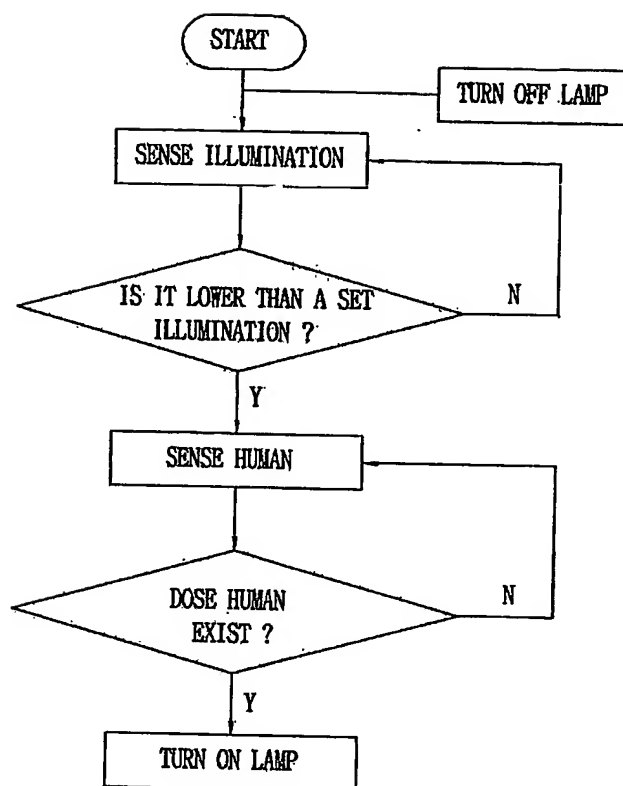 START
TURN OFF LAMP
SENSE ILLUMINATION
IS IT LOWER THAN A SET
ILLUMINATION ?
N
Y
SENSE HUMAN
DOSE HUMAN
EXIST ?
N
Y
TURN ON LAMP